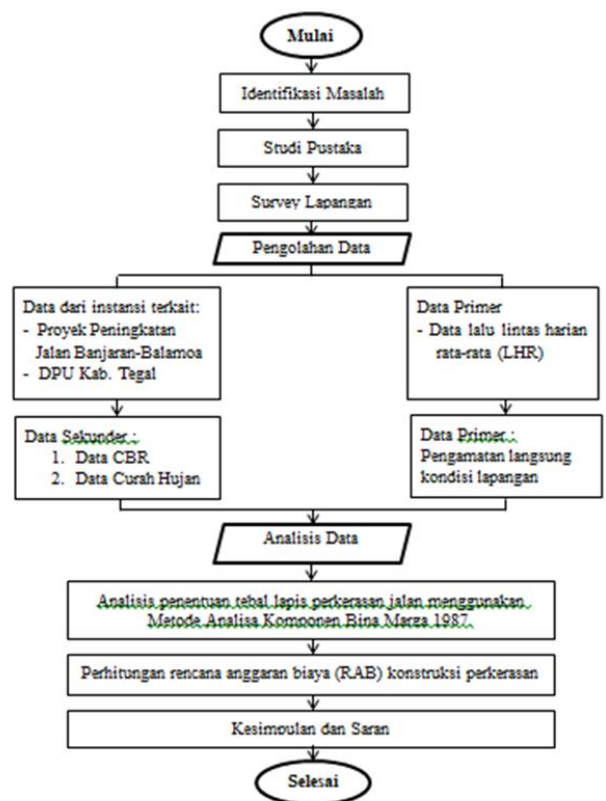 Mulai
Identifikasi Masalah
Studi Pustaka
Survey Lapangan
Pengolahan Data
Data dari instansi terkait:
- Proyek Peningkatan
Jalan Banjaran-Balamoa
- DPU Kab. Tegal
Data Primer
- Data lalu lintas harian
rata-rata (LHR)
Data Sekunder :
1. Data CBR
2. Data Curah Hujan
Data Primer :
Pengamatan langsung
kondisi lapangan
Analisis Data
Analisis penentuan tebal lapis perkerasan jalan menggunakan
Metode Analisa Komponen Bina Marga 1987.
Perhitungan rencana anggaran biaya (RAB) konstruksi perkerasan
Kesimpulan dan Saran
Selesai